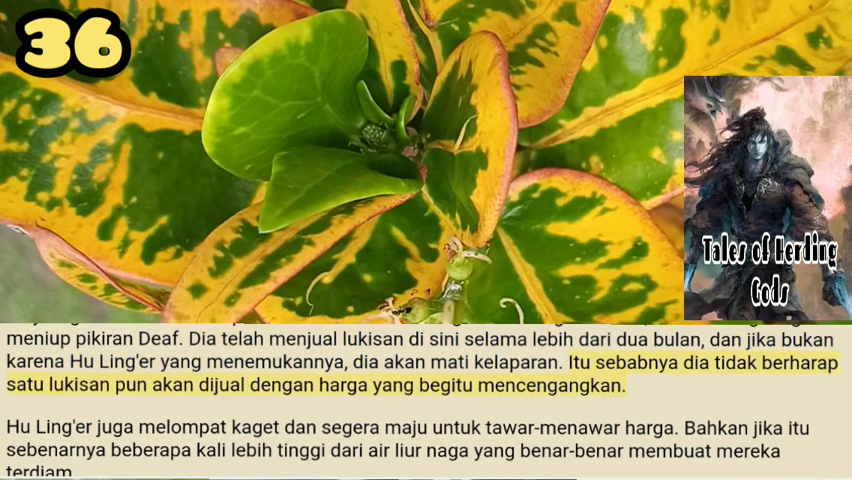 36
Tales of Herding
Gods
meniup pikiran Deaf. Dia telah menjual lukisan di sini selama lebih dari dua bulan, dan jika bukan
karena Hu Ling'er yang menemukannya, dia akan mati kelaparan. Itu sebabnya dia tidak berharap
satu lukisan pun akan dijual dengan harga yang begitu mencengangkan.
Hu Ling'er juga melompat kaget dan segera maju untuk tawar-menawar harga. Bahkan jika itu
sebenarnya beberapa kali lebih tinggi dari air liur naga yang benar-benar membuat mereka
terdiam